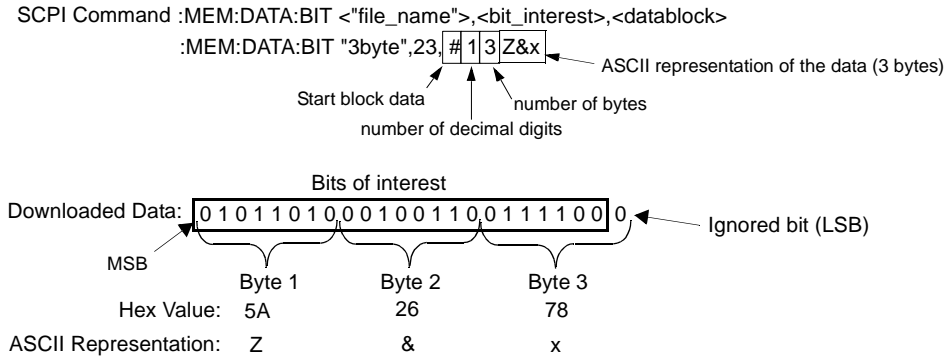 SCPI Command :MEM:DATA:BIT <"file_name">,<bit_interest>,<datablock>
:MEM:DATA:BIT "3byte",23, # 1 3 Z&x
ASCII representation of the data (3 bytes)
Start block data
number of bytes
number of decimal digits
Bits of interest
Downloaded Data: 0 1 0 1 1 0 1 0 0 0 1 0 0 1 1 0 0 1 1 1 1 0 0 0
Ignored bit (LSB)
MSB
Byte 1 Byte 2 Byte 3
Hex Value: 5A 26 78
ASCII Representation: Z & x